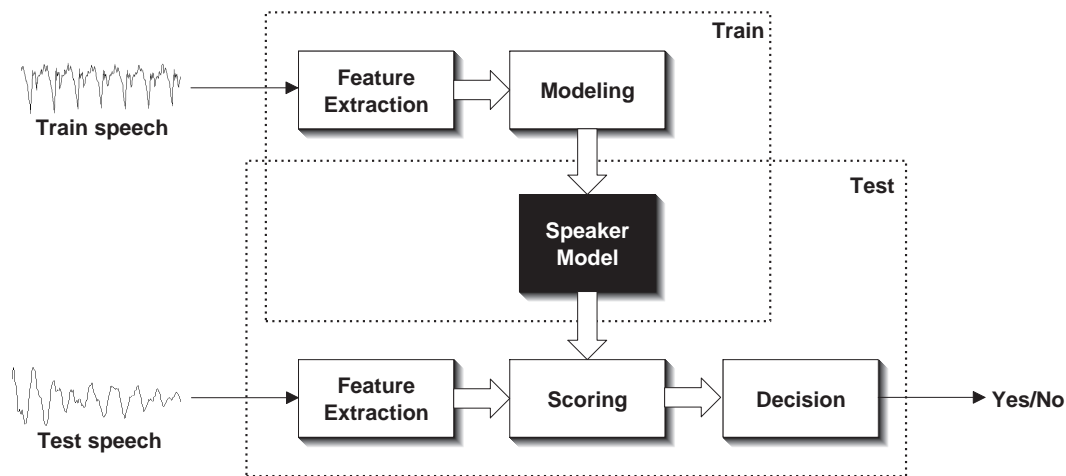 Train
Feature
Extraction
Modeling
Train speech
Test
Speaker
Model
Feature
Extraction
Scoring
Decision
Yes/No
Test speech